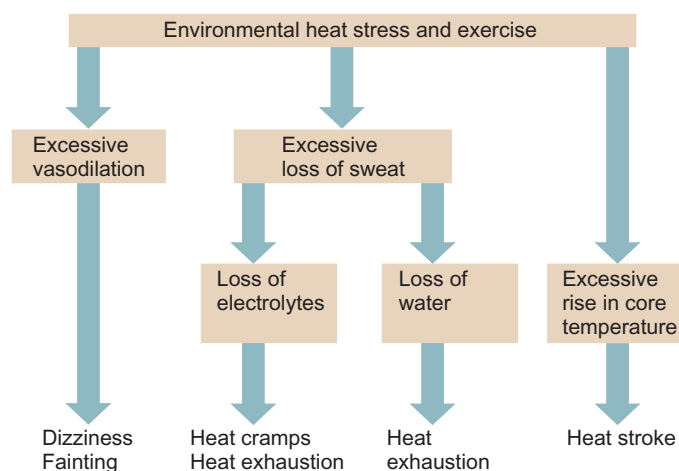 Environmental heat stress and exercise
Excessive
vasodilation
Excessive
loss of sweat
Loss of
electrolytes
Loss of
water
Excessive
rise in core
temperature
Dizziness
Fainting
Heat cramps
Heat exhaustion
Heat
exhaustion
Heat stroke